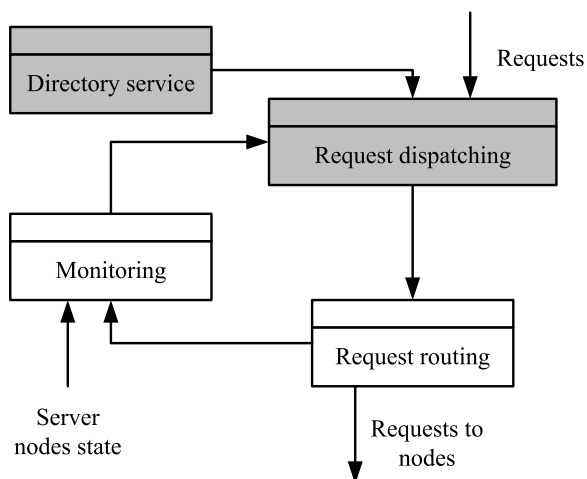 Directory service
Requests
Request dispatching
Monitoring
Request routing
Server
nodes state
Requests to
nodes